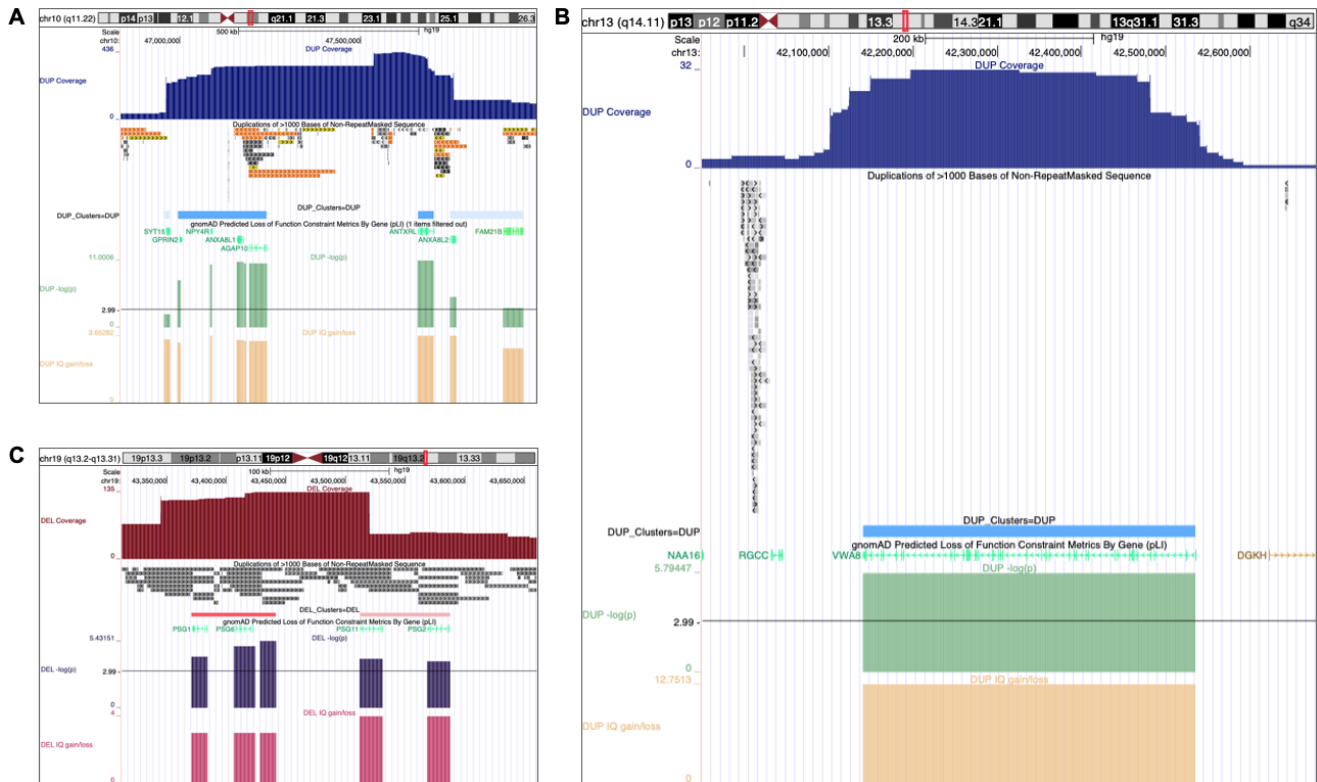 A
chr10 (q11.22) p14 p13 12.1 q21.1 21.3 23.1 25.1 26.3
Scale 500 kb hg19
chr10: 47,000,000 47,500,000
DUP Coverage
436
DUP Coverage
0
Duplications of >1000 Bases of Non-RepeatMasked Sequence
DUP_Clusters=DUP
DUP_Clusters=DUP
gnomAD Predicted Loss of Function Constraint Metrics By Gene (pLI) (1 items filtered out)
SYT15 NPY4R ANTXRL FAM21B
GPRIN2 ANXA8L1 ANXA8L2
AGAP10
DUP -log(p)
11.0006
DUP -log(p)
2.99
0
DUP IQ gain/loss
3.65282
DUP IQ gain/loss
0
B
chr13 (q14.11) p13 p12 p11.2 13.3 14.3 21.1 13q31.1 31.3 q34
Scale 200 kb hg19
chr13: 42,100,000 42,200,000 42,300,000 42,400,000 42,500,000 42,600,000
DUP Coverage
32
DUP Coverage
0
Duplications of >1000 Bases of Non-RepeatMasked Sequence
DUP_Clusters=DUP
DUP_Clusters=DUP
gnomAD Predicted Loss of Function Constraint Metrics By Gene (pLI)
NAA16 RGCC VWA8 DGKH
DUP -log(p)
5.79447
DUP -log(p)
2.99
0
DUP IQ gain/loss
12.7513
DUP IQ gain/loss
0
C
chr19 (q13.2-q13.31) 19p13.3 19p13.2 p13.11 19p12 19q12 13.11 19q13.2 13.33
Scale 100 kb hg19
chr19: 43,350,000 43,400,000 43,450,000 43,500,000 43,550,000 43,600,000 43,650,000
DEL Coverage
135
DEL Coverage
0
Duplications of >1000 Bases of Non-RepeatMasked Sequence
DEL_Clusters=DEL
gnomAD Predicted Loss of Function Constraint Metrics By Gene (pLI)
PSG1 PSG6 PSG11 PSG2
DEL -log(p)
5.43151
DEL -log(p)
2.99
0
DEL IQ gain/loss
4
DEL IQ gain/loss
0